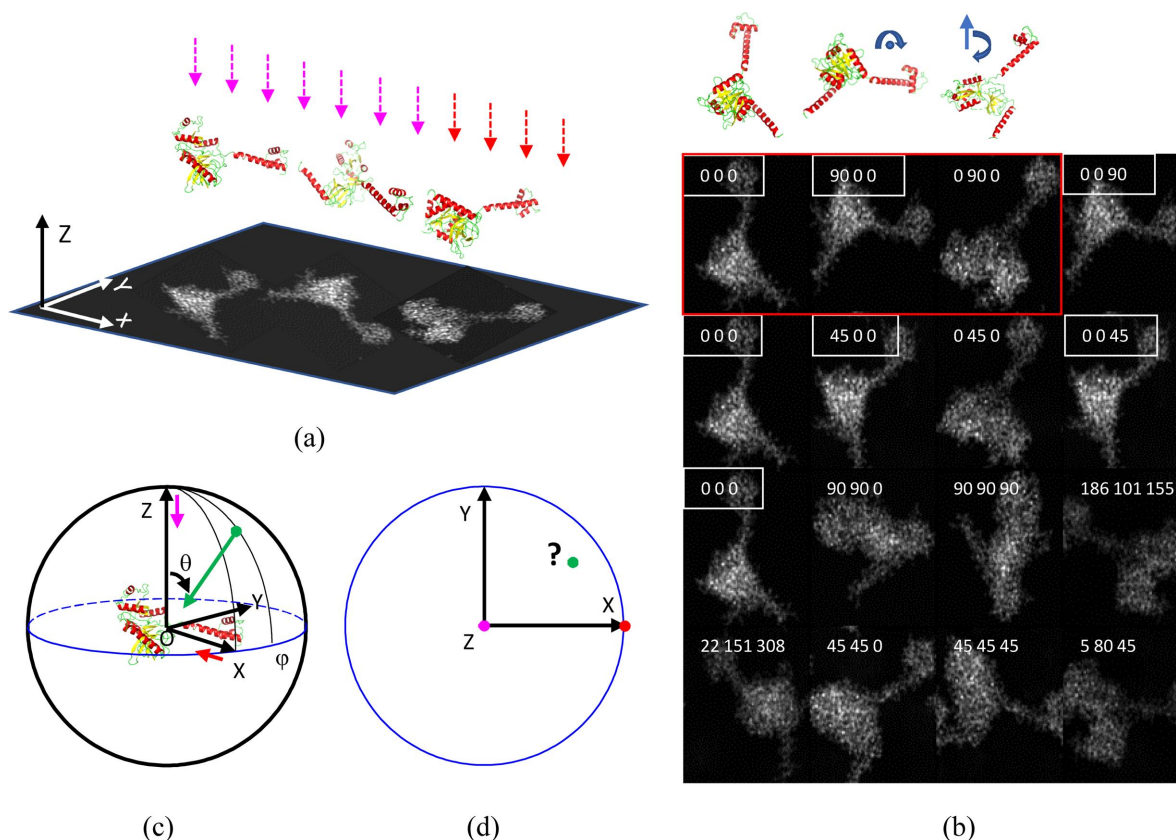 Z
Y
X
(a)
0 0 0
90 0 0
0 90 0
0 0 90
0 0 0
45 0 0
0 45 0
0 0 45
0 0 0
90 90 0
90 90 90
186 101 155
22 151 308
45 45 0
45 45 45
5 80 45
(b)
Z
θ
Y
O
X
φ
(c)
Y
?
X
Z
(d)